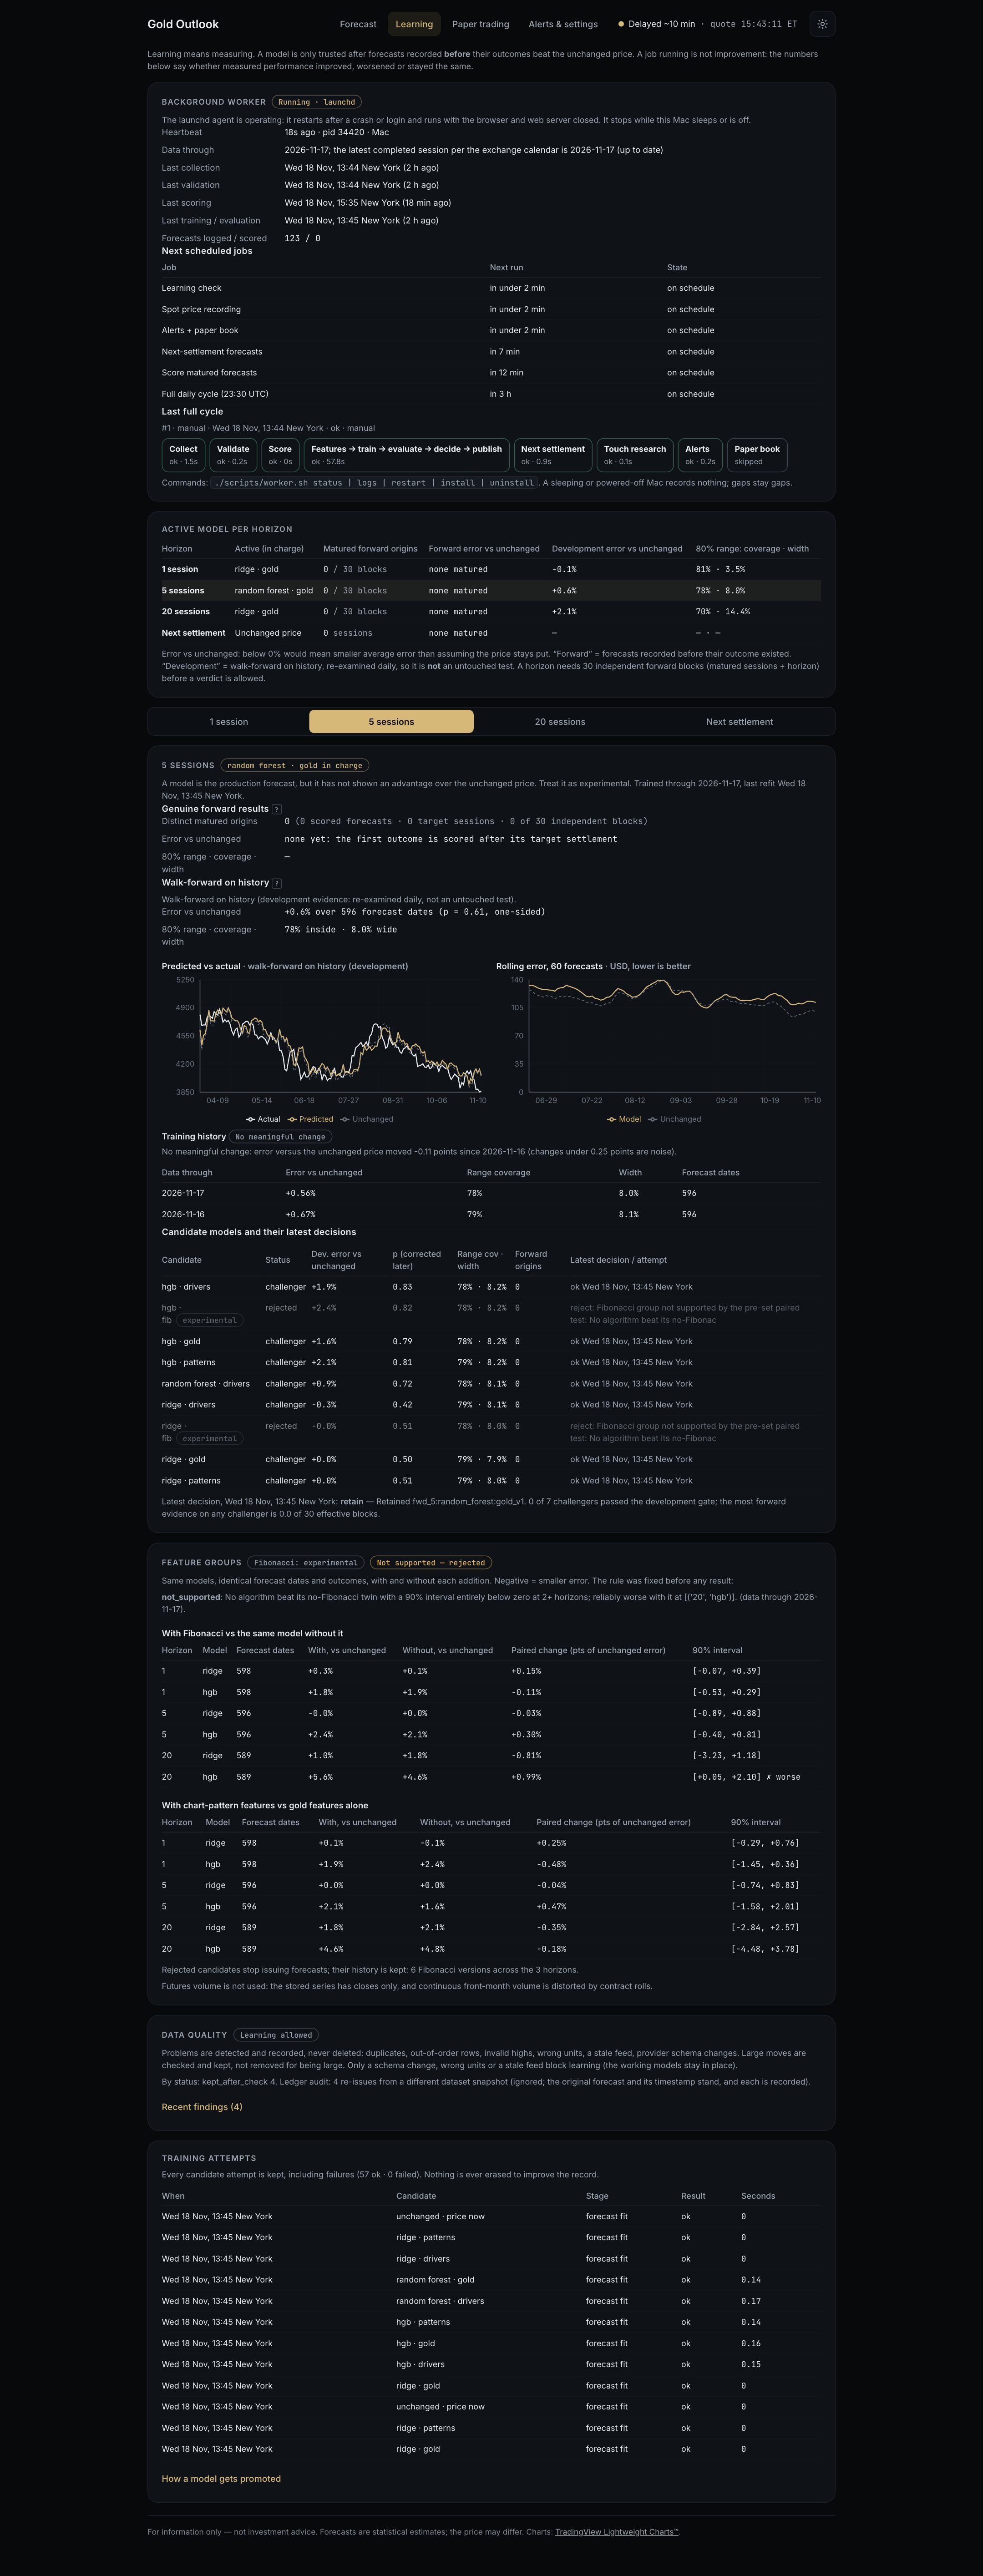 Gold Outlook
Forecast
Learning
Paper trading
Alerts & settings
Delayed ~10 min · quote 15:43:11 ET
Learning means measuring. A model is only trusted after forecasts recorded before their outcomes beat the unchanged price. A job running is not improvement: the numbers
below say whether measured performance improved, worsened or stayed the same.
BACKGROUND WORKER Running · launchd
The launchd agent is operating: it restarts after a crash or login and runs with the browser and web server closed. It stops while this Mac sleeps or is off.
Heartbeat 18s ago · pid 34420 · Mac
Data through 2026-11-17; the latest completed session per the exchange calendar is 2026-11-17 (up to date)
Last collection Wed 18 Nov, 13:44 New York (2 h ago)
Last validation Wed 18 Nov, 13:44 New York (2 h ago)
Last scoring Wed 18 Nov, 15:35 New York (18 min ago)
Last training / evaluation Wed 18 Nov, 13:45 New York (2 h ago)
Forecasts logged / scored 123 / 0
Next scheduled jobs
Job Next run State
Learning check in under 2 min on schedule
Spot price recording in under 2 min on schedule
Alerts + paper book in under 2 min on schedule
Next-settlement forecasts in 7 min on schedule
Score matured forecasts in 12 min on schedule
Full daily cycle (23:30 UTC) in 3 h on schedule
Last full cycle
#1 · manual · Wed 18 Nov, 13:44 New York · ok · manual
Collect Validate Score Features → train → evaluate → decide → publish Next settlement Touch research Alerts Paper book
ok · 1.5s ok · 0.2s ok · 0s ok · 57.8s ok · 0.9s ok · 0.1s ok · 0.2s skipped
Commands: ./scripts/worker.sh status | logs | restart | install | uninstall. A sleeping or powered-off Mac records nothing; gaps stay gaps.
ACTIVE MODEL PER HORIZON
Horizon Active (in charge) Matured forward origins Forward error vs unchanged Development error vs unchanged 80% range: coverage · width
1 session ridge · gold 0 / 30 blocks none matured -0.1% 81% · 3.5%
5 sessions random forest · gold 0 / 30 blocks none matured +0.6% 78% · 8.0%
20 sessions ridge · gold 0 / 30 blocks none matured +2.1% 70% · 14.4%
Next settlement Unchanged price 0 sessions none matured — — · —
Error vs unchanged: below 0% would mean smaller average error than assuming the price stays put. “Forward” = forecasts recorded before their outcome existed.
“Development” = walk-forward on history, re-examined daily, so it is not an untouched test. A horizon needs 30 independent forward blocks (matured sessions ÷ horizon)
before a verdict is allowed.
1 session 5 sessions 20 sessions Next settlement
5 SESSIONS random forest · gold in charge
A model is the production forecast, but it has not shown an advantage over the unchanged price. Treat it as experimental. Trained through 2026-11-17, last refit Wed 18
Nov, 13:45 New York.
Genuine forward results ?
Distinct matured origins 0 (0 scored forecasts · 0 target sessions · 0 of 30 independent blocks)
Error vs unchanged none yet: the first outcome is scored after its target settlement
80% range · coverage · —
width
Walk-forward on history ?
Walk-forward on history (development evidence: re-examined daily, not an untouched test).
Error vs unchanged +0.6% over 596 forecast dates (p = 0.61, one-sided)
80% range · coverage · 78% inside · 8.0% wide
width
Predicted vs actual · walk-forward on history (development)
5250
4900
4550
4200
3850
04-09 05-14 06-18 07-27 08-31 10-06 11-10
Actual Predicted Unchanged
Rolling error, 60 forecasts · USD, lower is better
140
105
70
35
0
06-29 07-22 08-12 09-03 09-28 10-19 11-10
Model Unchanged
Training history No meaningful change
No meaningful change: error versus the unchanged price moved -0.11 points since 2026-11-16 (changes under 0.25 points are noise).
Data through Error vs unchanged Range coverage Width Forecast dates
2026-11-17 +0.56% 78% 8.0% 596
2026-11-16 +0.67% 79% 8.1% 596
Candidate models and their latest decisions
Candidate Status Dev. error vs unchanged p (corrected later) Range cov · width Forward origins Latest decision / attempt
hgb · drivers challenger +1.9% 0.83 78% · 8.2% 0 ok Wed 18 Nov, 13:45 New York
hgb · rejected +2.4% 0.82 78% · 8.2% 0 reject: Fibonacci group not supported by the pre-set paired
fib experimental test: No algorithm beat its no-Fibonac
hgb · gold challenger +1.6% 0.79 78% · 8.2% 0 ok Wed 18 Nov, 13:45 New York
hgb · patterns challenger +2.1% 0.81 79% · 8.2% 0 ok Wed 18 Nov, 13:45 New York
random forest · drivers challenger +0.9% 0.72 78% · 8.1% 0 ok Wed 18 Nov, 13:45 New York
ridge · drivers challenger -0.3% 0.42 79% · 8.1% 0 ok Wed 18 Nov, 13:45 New York
ridge · rejected -0.0% 0.51 78% · 8.0% 0 reject: Fibonacci group not supported by the pre-set paired
fib experimental test: No algorithm beat its no-Fibonac
ridge · gold challenger +0.0% 0.50 79% · 7.9% 0 ok Wed 18 Nov, 13:45 New York
ridge · patterns challenger +0.0% 0.51 79% · 8.0% 0 ok Wed 18 Nov, 13:45 New York
Latest decision, Wed 18 Nov, 13:45 New York: retain — Retained fwd_5:random_forest:gold_v1. 0 of 7 challengers passed the development gate; the most forward
evidence on any challenger is 0.0 of 30 effective blocks.
FEATURE GROUPS Fibonacci: experimental Not supported — rejected
Same models, identical forecast dates and outcomes, with and without each addition. Negative = smaller error. The rule was fixed before any result:
not_supported: No algorithm beat its no-Fibonacci twin with a 90% interval entirely below zero at 2+ horizons; reliably worse with it at [('20', 'hgb')]. (data through 2026-
11-17).
With Fibonacci vs the same model without it
Horizon Model Forecast dates With, vs unchanged Without, vs unchanged Paired change (pts of unchanged error) 90% interval
1 ridge 598 +0.3% +0.1% +0.15% [-0.07, +0.39]
1 hgb 598 +1.8% +1.9% -0.11% [-0.53, +0.29]
5 ridge 596 -0.0% +0.0% -0.03% [-0.89, +0.88]
5 hgb 596 +2.4% +2.1% +0.30% [-0.40, +0.81]
20 ridge 589 +1.0% +1.8% -0.81% [-3.23, +1.18]
20 hgb 589 +5.6% +4.6% +0.99% [+0.05, +2.10] ✗ worse
With chart-pattern features vs gold features alone
Horizon Model Forecast dates With, vs unchanged Without, vs unchanged Paired change (pts of unchanged error) 90% interval
1 ridge 598 +0.1% -0.1% +0.25% [-0.29, +0.76]
1 hgb 598 +1.9% +2.4% -0.48% [-1.45, +0.36]
5 ridge 596 +0.0% +0.0% -0.04% [-0.74, +0.83]
5 hgb 596 +2.1% +1.6% +0.47% [-1.58, +2.01]
20 ridge 589 +1.8% +2.1% -0.35% [-2.84, +2.57]
20 hgb 589 +4.6% +4.8% -0.18% [-4.48, +3.78]
Rejected candidates stop issuing forecasts; their history is kept: 6 Fibonacci versions across the 3 horizons.
Futures volume is not used: the stored series has closes only, and continuous front-month volume is distorted by contract rolls.
DATA QUALITY Learning allowed
Problems are detected and recorded, never deleted: duplicates, out-of-order rows, invalid highs, wrong units, a stale feed, provider schema changes. Large moves are
checked and kept, not removed for being large. Only a schema change, wrong units or a stale feed block learning (the working models stay in place).
By status: kept_after_check 4. Ledger audit: 4 re-issues from a different dataset snapshot (ignored; the original forecast and its timestamp stand, and each is recorded).
Recent findings (4)
TRAINING ATTEMPTS
Every candidate attempt is kept, including failures (57 ok · 0 failed). Nothing is ever erased to improve the record.
When Candidate Stage Result Seconds
Wed 18 Nov, 13:45 New York unchanged · price now forecast fit ok 0
Wed 18 Nov, 13:45 New York ridge · patterns forecast fit ok 0
Wed 18 Nov, 13:45 New York ridge · drivers forecast fit ok 0
Wed 18 Nov, 13:45 New York random forest · gold forecast fit ok 0.14
Wed 18 Nov, 13:45 New York random forest · drivers forecast fit ok 0.17
Wed 18 Nov, 13:45 New York hgb · patterns forecast fit ok 0.14
Wed 18 Nov, 13:45 New York hgb · gold forecast fit ok 0.16
Wed 18 Nov, 13:45 New York hgb · drivers forecast fit ok 0.15
Wed 18 Nov, 13:45 New York ridge · gold forecast fit ok 0
Wed 18 Nov, 13:45 New York unchanged · price now forecast fit ok 0
Wed 18 Nov, 13:45 New York ridge · patterns forecast fit ok 0
Wed 18 Nov, 13:45 New York ridge · gold forecast fit ok 0
How a model gets promoted
For information only — not investment advice. Forecasts are statistical estimates; the price may differ. Charts: TradingView Lightweight Charts™.